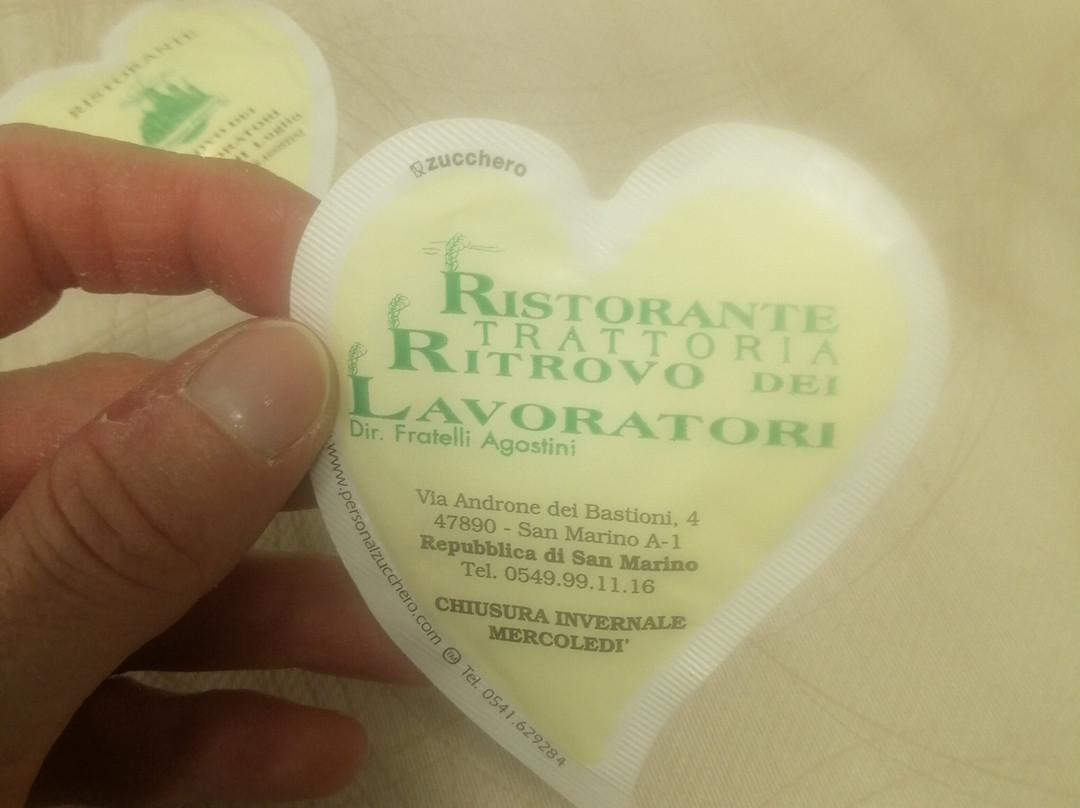 RISTORANTE
zucchero
RISTORANTE
TRATTORIA
RITROVO DEI
LAVORATORI
Dir. Fratelli Agostini
Via Androne dei Bastioni, 4
47890 - San Marino A-1
Repubblica di San Marino
Tel. 0549.99.11.16
CHIUSURA INVERNALE
MERCOLEDI'
www.personalzucchero.com Tel. 0541.629284